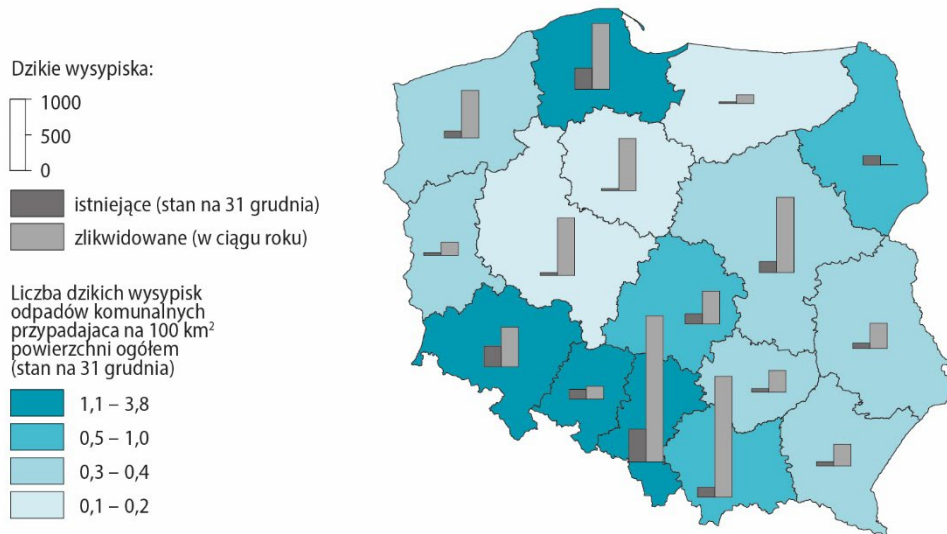 Dzikie wysypiska:
1000
500
0
istniejące (stan na 31 grudnia)
zlikwidowane (w ciągu roku)
Liczba dzikich wysypisk
odpadów komunalnych
przypadajaca na 100 km²
powierzchni ogółem
(stan na 31 grudnia)
1,1 – 3,8
0,5 – 1,0
0,3 – 0,4
0,1 – 0,2